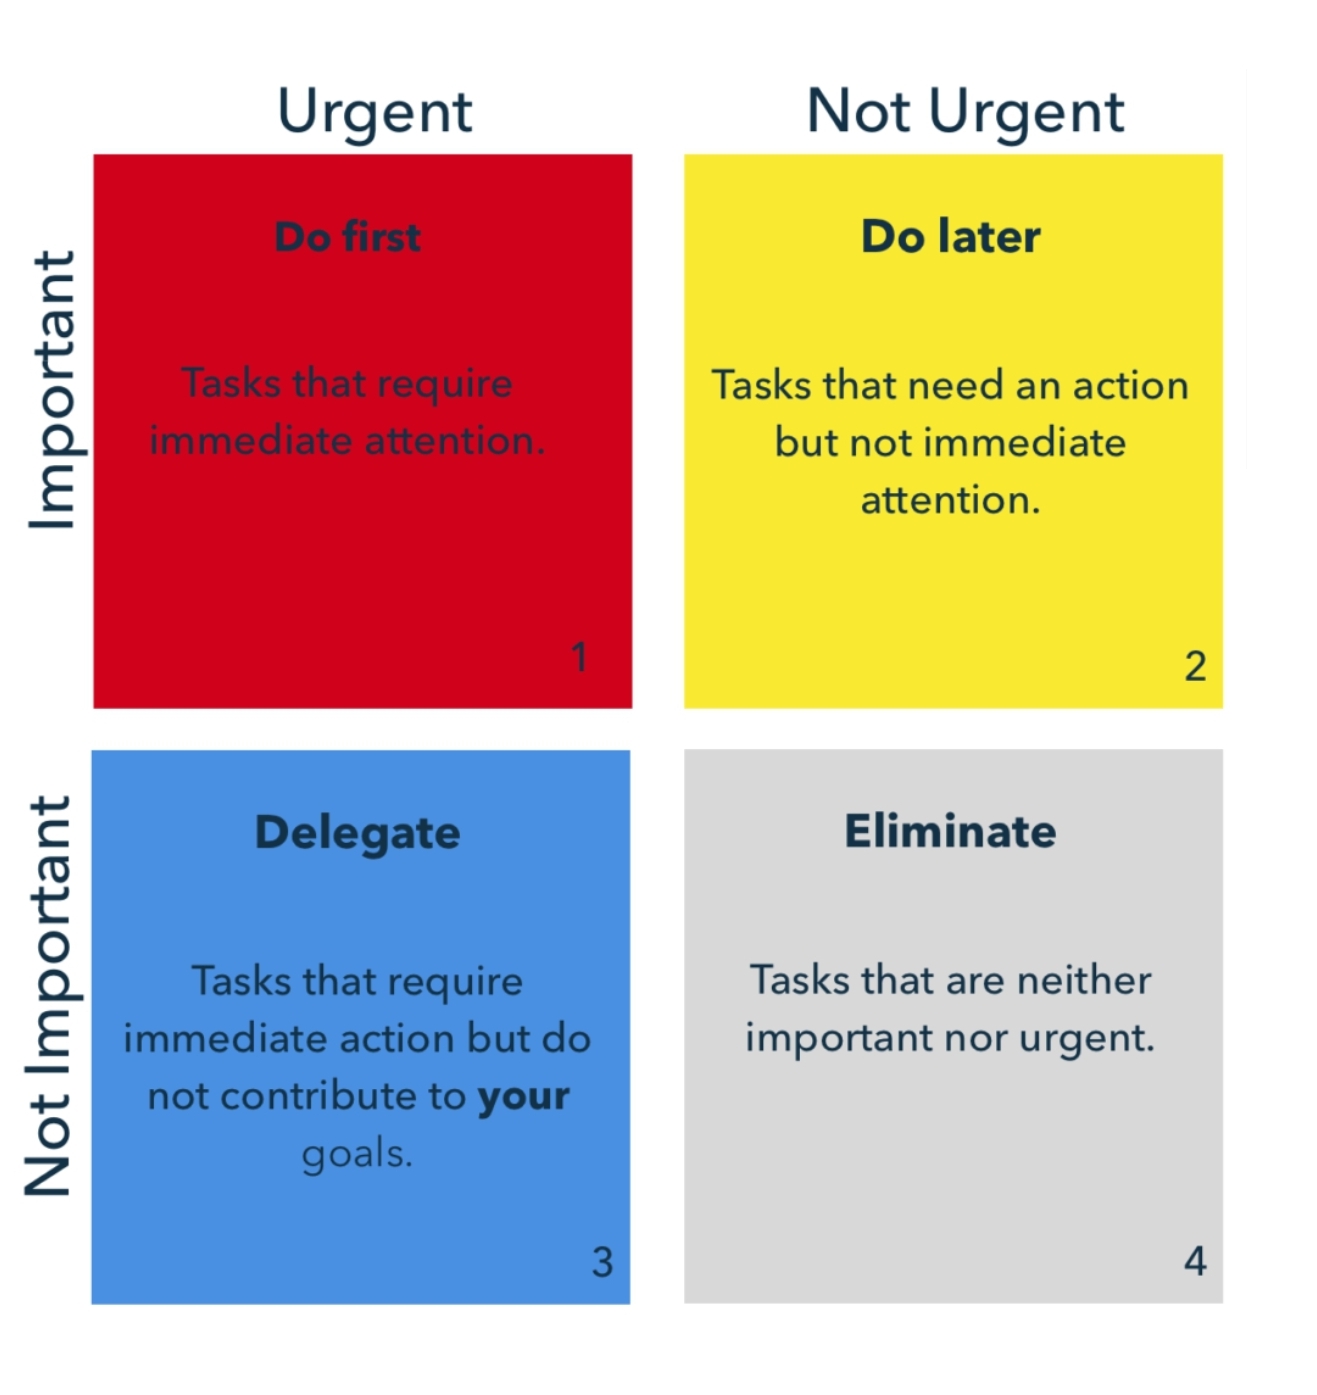 Urgent
Not Urgent
Important
Do first
Tasks that require
immediate attention.
1
Do later
Tasks that need an action
but not immediate
attention.
2
Not Important
Delegate
Tasks that require
immediate action but do
not contribute to your
goals.
3
Eliminate
Tasks that are neither
important nor urgent.
4